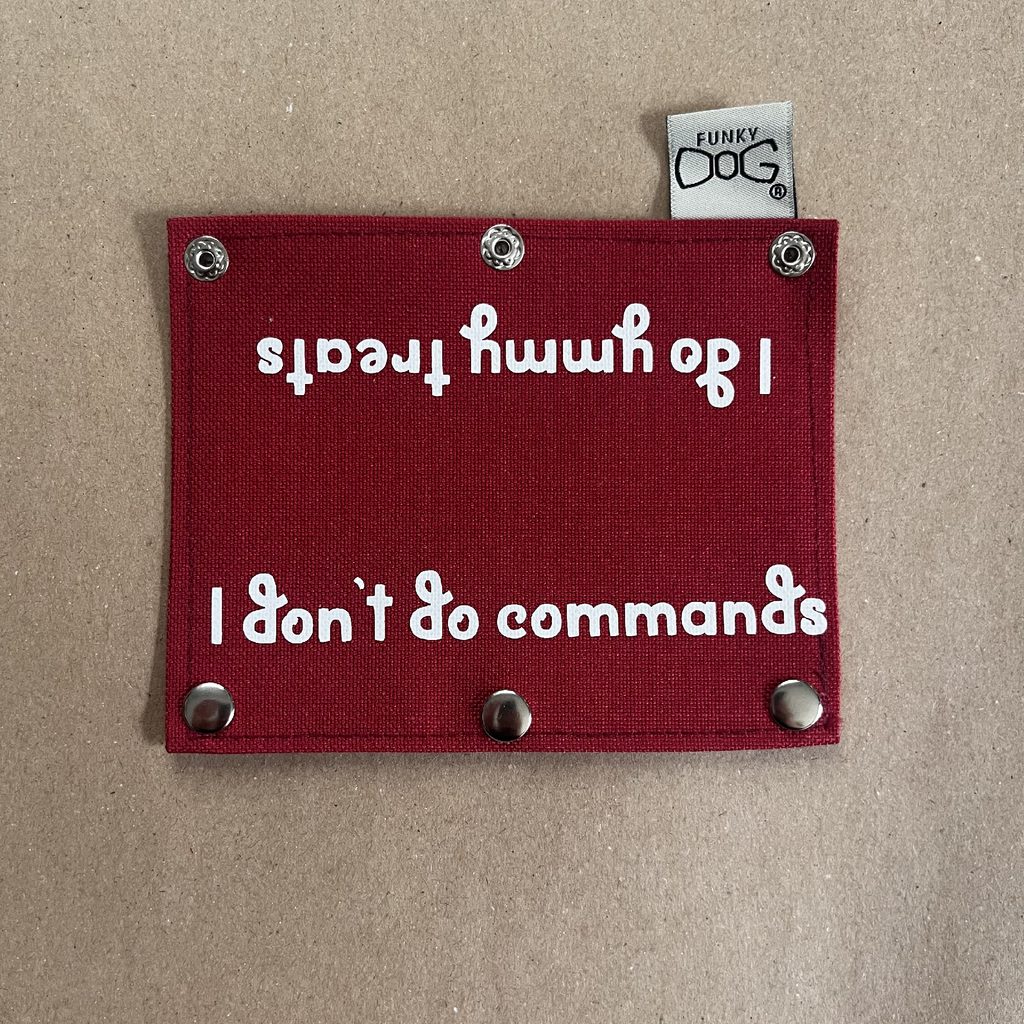 FUNKY
DOG®
I do yummy treats
I don't do commands